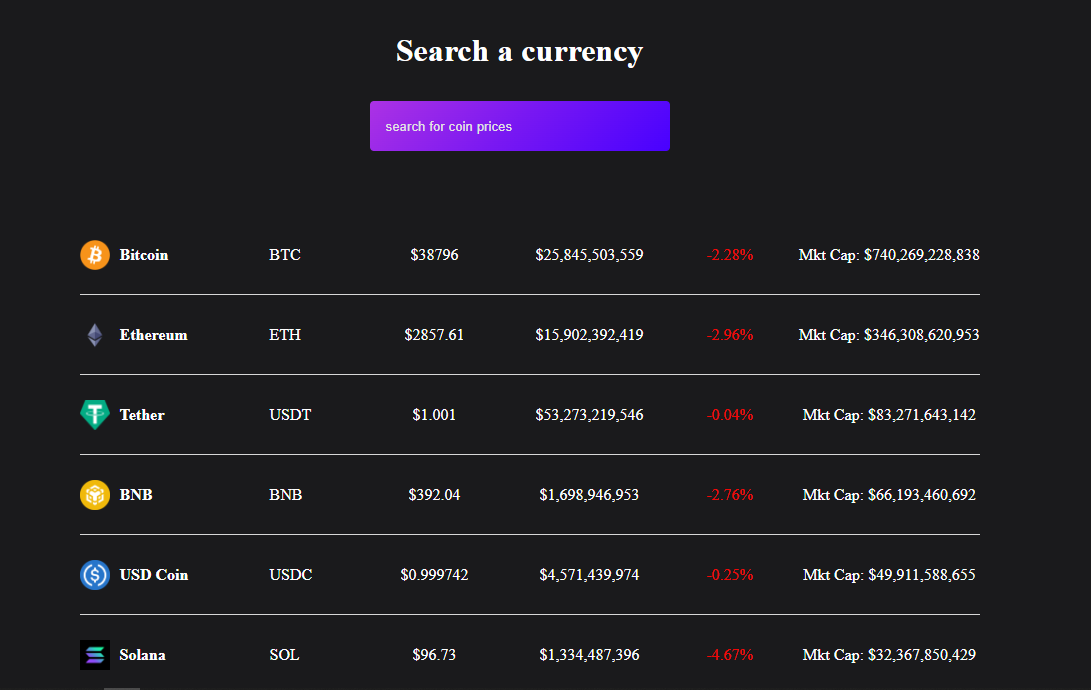 Search a currency
search for coin prices
Bitcoin BTC $38796 $25,845,503,559 -2.28% Mkt Cap: $740,269,228,838
Ethereum ETH $2857.61 $15,902,392,419 -2.96% Mkt Cap: $346,308,620,953
Tether USDT $1.001 $53,273,219,546 -0.04% Mkt Cap: $83,271,643,142
BNB BNB $392.04 $1,698,946,953 -2.76% Mkt Cap: $66,193,460,692
USD Coin USDC $0.999742 $4,571,439,974 -0.25% Mkt Cap: $49,911,588,655
Solana SOL $96.73 $1,334,487,396 -4.67% Mkt Cap: $32,367,850,429